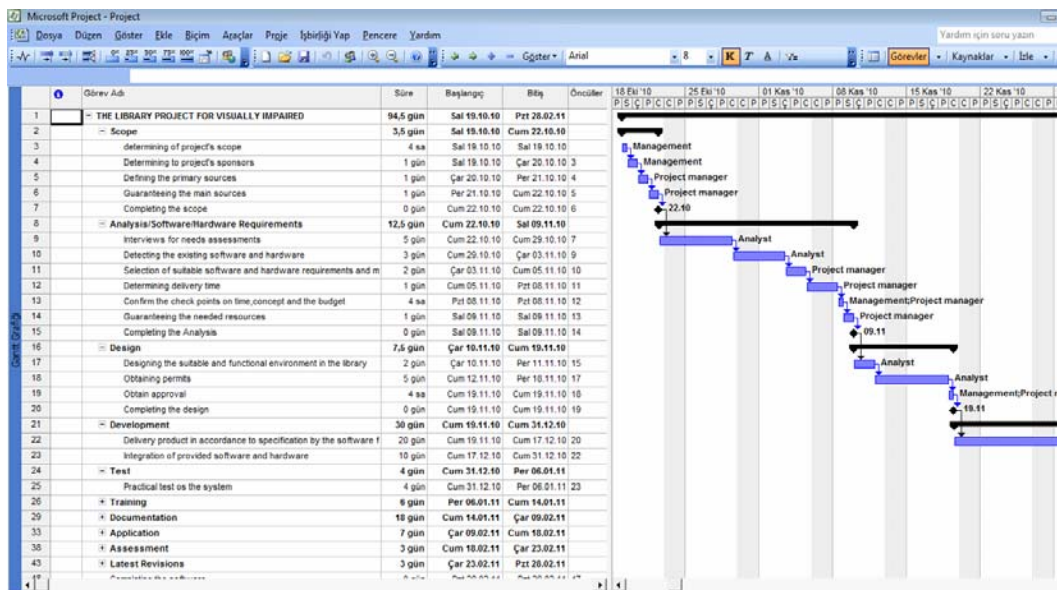 Microsoft Project - Project
Dosya Düzen Göster Ekle Biçim Araçlar Proje İşbirliği Yap Pencere Yardım
Yardım için soru yazın
Göster Arial 8 K T A Görevler Kaynaklar İzle
Görev Adı Süre Başlangıç Bitiş Öncüller 18 Eki '10 25 Eki '10 01 Kas '10 08 Kas '10 15 Kas '10 22 Kas '10
P S Ç P C C P P S Ç P C C P P S Ç P C C P P S Ç P C C P P S Ç P C C P P S Ç P C C P
1 THE LIBRARY PROJECT FOR VISUALLY IMPAIRED 94,5 gün Sal 19.10.10 Pzt 28.02.11
2 Scope 3,5 gün Sal 19.10.10 Cum 22.10.10
3 determining of project's scope 4 sa Sal 19.10.10 Sal 19.10.10 Management
4 Determining to project's sponsors 1 gün Sal 19.10.10 Çar 20.10.10 3 Management
5 Defining the primary sources 1 gün Çar 20.10.10 Per 21.10.10 4 Project manager
6 Guaranteeing the main sources 1 gün Per 21.10.10 Cum 22.10.10 5 Project manager
7 Completing the scope 0 gün Cum 22.10.10 Cum 22.10.10 6 22.10
8 Analysis/Software/Hardware Requirements 12,5 gün Cum 22.10.10 Sal 09.11.10
9 Interviews for needs assessments 5 gün Cum 22.10.10 Cum 29.10.10 7 Analyst
10 Detecting the existing software and hardware 3 gün Cum 29.10.10 Çar 03.11.10 9 Analyst
11 Selection of suitable software and hardware requirements and m 2 gün Çar 03.11.10 Cum 05.11.10 10 Project manager
12 Determining delivery time 1 gün Cum 05.11.10 Pzt 08.11.10 11 Project manager
13 Confirm the check points on time,concept and the budget 4 sa Pzt 08.11.10 Pzt 08.11.10 12 Management;Project manager
14 Guaranteeing the needed resources 1 gün Sal 09.11.10 Sal 09.11.10 13 Project manager
15 Completing the Analysis 0 gün Sal 09.11.10 Sal 09.11.10 14 09.11
16 Design 7,5 gün Çar 10.11.10 Cum 19.11.10
17 Designing the suitable and functional environment in the library 2 gün Çar 10.11.10 Per 11.11.10 15 Analyst
18 Obtaining permits 5 gün Cum 12.11.10 Per 18.11.10 17 Analyst
19 Obtain approval 4 sa Cum 19.11.10 Cum 19.11.10 18 Management;Project
20 Completing the design 0 gün Cum 19.11.10 Cum 19.11.10 19 19.11
21 Development 30 gün Cum 19.11.10 Cum 31.12.10
22 Delivery product in accordance to specification by the software f 20 gün Cum 19.11.10 Cum 17.12.10 20
23 Integration of provided software and hardware 10 gün Cum 17.12.10 Cum 31.12.10 22
24 Test 4 gün Cum 31.12.10 Per 06.01.11
25 Practical test os the system 4 gün Cum 31.12.10 Per 06.01.11 23
26 Training 6 gün Per 06.01.11 Cum 14.01.11
29 Documentation 18 gün Cum 14.01.11 Çar 09.02.11
33 Application 7 gün Çar 09.02.11 Cum 18.02.11
38 Assessment 3 gün Cum 18.02.11 Çar 23.02.11
43 Latest Revisions 3 gün Çar 23.02.11 Pzt 28.02.11
Gantt Grafiği